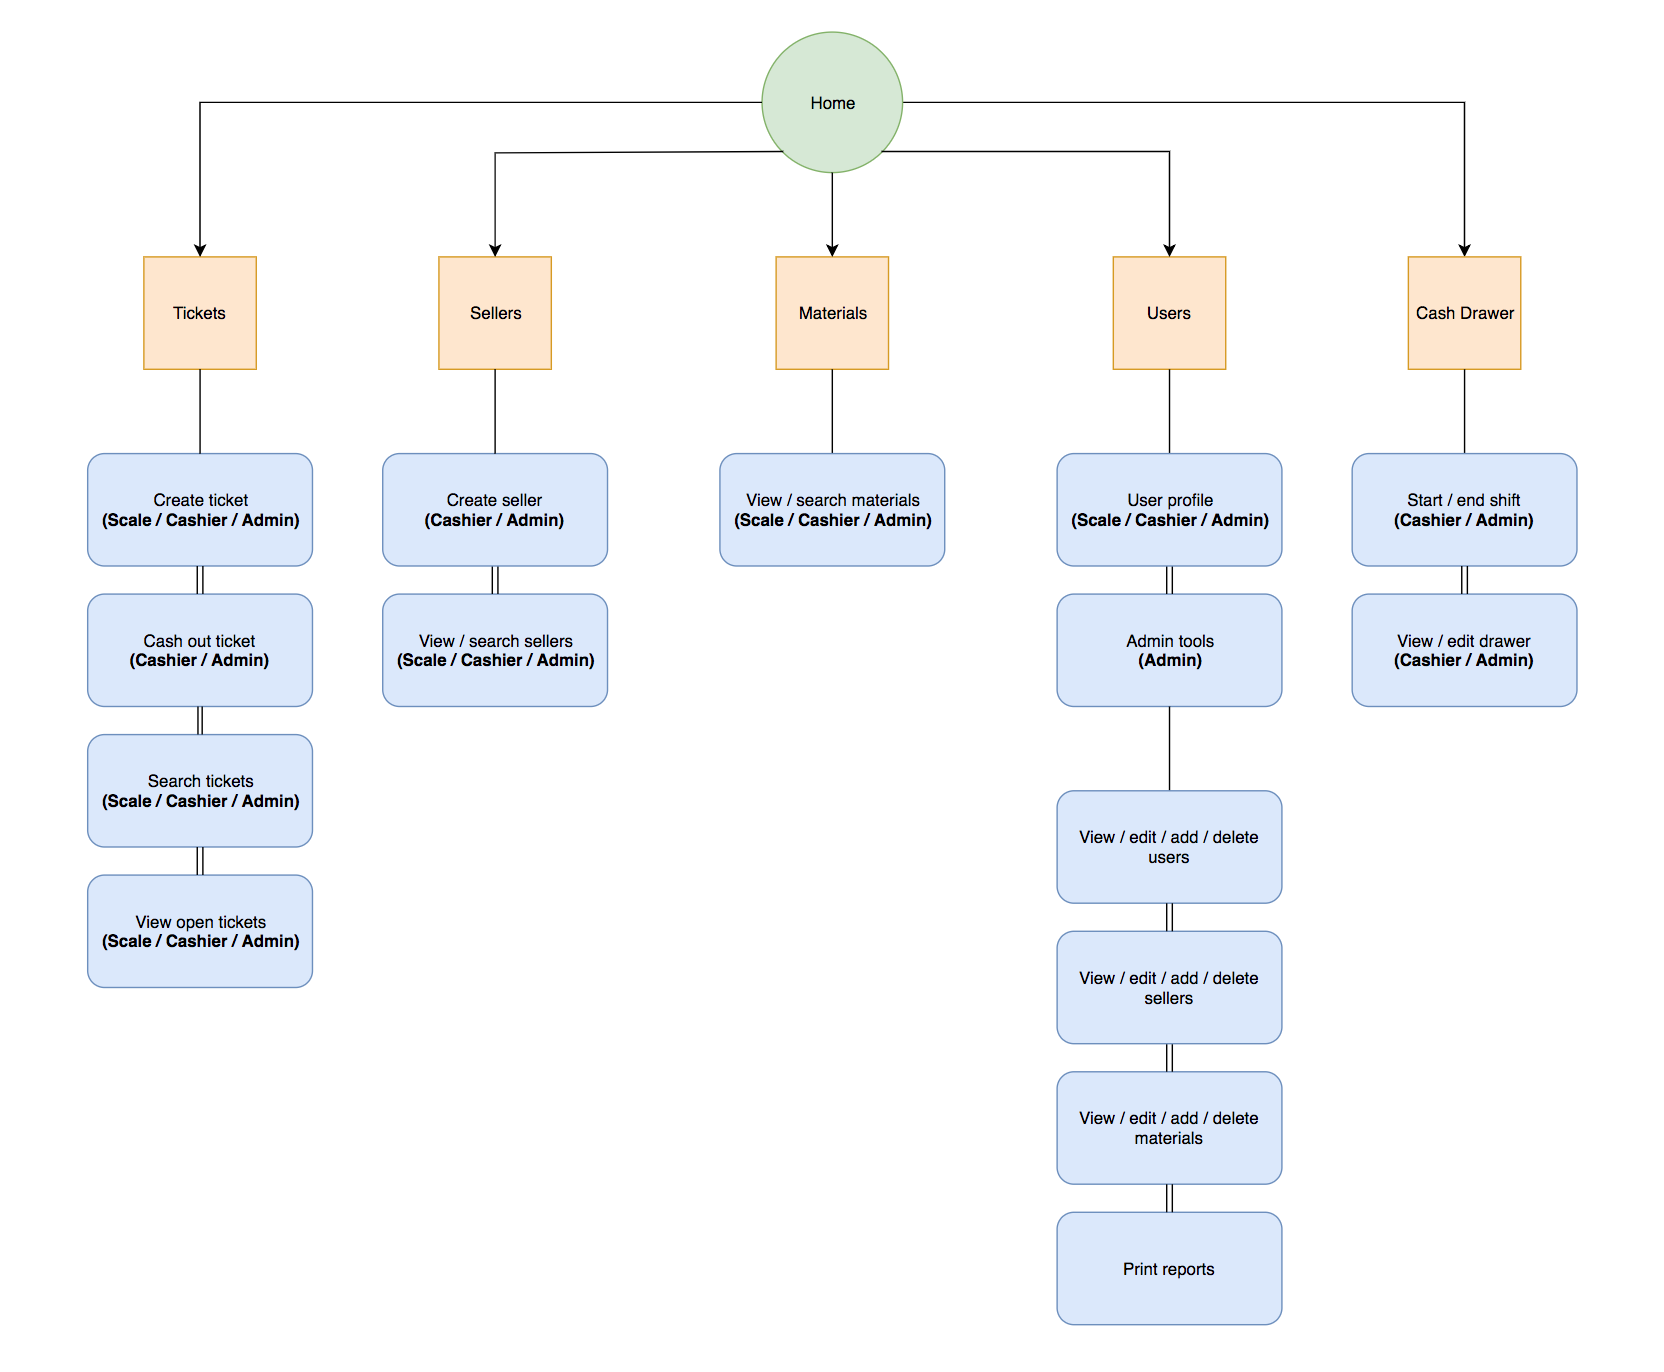 Home
Tickets
Sellers
Materials
Users
Cash Drawer
Create ticket
(Scale / Cashier / Admin)
Create seller
(Cashier / Admin)
View / search materials
(Scale / Cashier / Admin)
User profile
(Scale / Cashier / Admin)
Start / end shift
(Cashier / Admin)
Cash out ticket
(Cashier / Admin)
View / search sellers
(Scale / Cashier / Admin)
Admin tools
(Admin)
View / edit drawer
(Cashier / Admin)
Search tickets
(Scale / Cashier / Admin)
View / edit / add / delete
users
View open tickets
(Scale / Cashier / Admin)
View / edit / add / delete
sellers
View / edit / add / delete
materials
Print reports